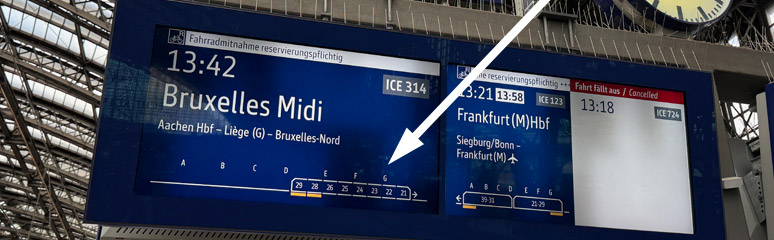 Fahrradmitnahme reservierungspflichtig
13:42
ICE 314
Bruxelles Midi
Aachen Hbf – Liège (G) – Bruxelles-Nord
A B C D E F G
29 28 26 25 24 23 22 21
me reservierungspflichtig +++
13:21 13:58
ICE 123
Frankfurt(M)Hbf
Siegburg/Bonn –
Frankfurt(M)
A B C D E F G
39-31 21-29
Fahrt fällt aus / Cancelled
13:18
ICE 724